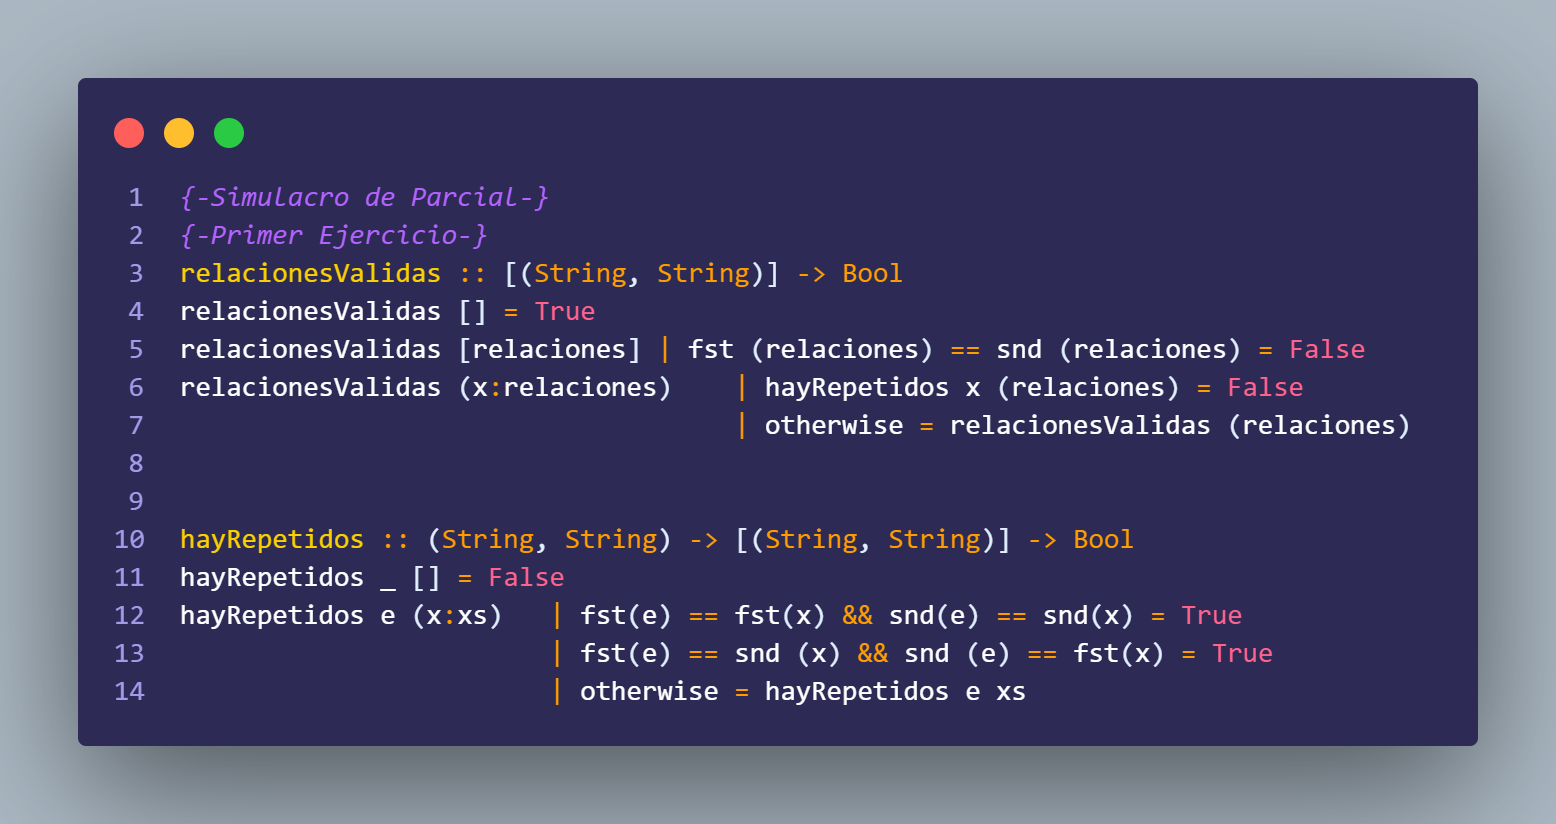 1 {-Simulacro de Parcial-}
2 {-Primer Ejercicio-}
3 relacionesValidas :: [(String, String)] -> Bool
4 relacionesValidas [] = True
5 relacionesValidas [relaciones] | fst (relaciones) == snd (relaciones) = False
6 relacionesValidas (x:relaciones)    | hayRepetidos x (relaciones) = False
7                                     | otherwise = relacionesValidas (relaciones)
8
9
10 hayRepetidos :: (String, String) -> [(String, String)] -> Bool
11 hayRepetidos _ [] = False
12 hayRepetidos e (x:xs)   | fst(e) == fst(x) && snd(e) == snd(x) = True
13                         | fst(e) == snd (x) && snd (e) == fst(x) = True
14                         | otherwise = hayRepetidos e xs